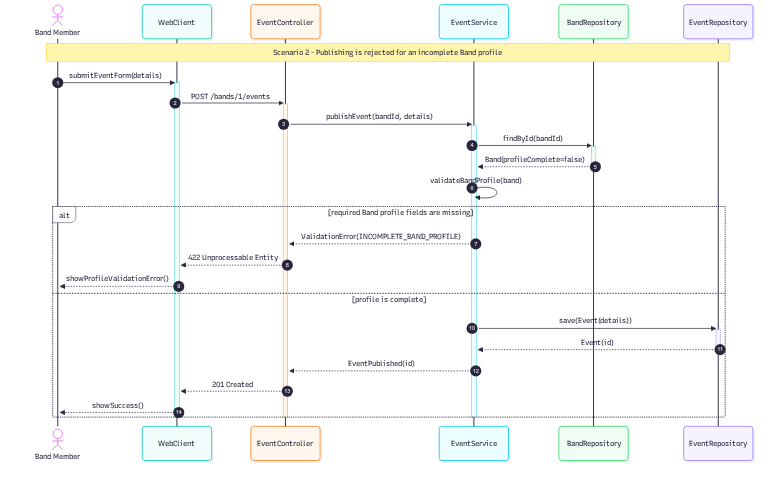 WebClient
EventController
EventService
BandRepository
EventRepository
Band Member
Scenario 2 - Publishing is rejected for an incomplete Band profile
1
submitEventForm(details)
2
POST /bands/1/events
3
publishEvent(bandId, details)
4
findById(bandId)
Band(profileComplete=false)
5
validateBandProfile(band)
6
alt
[required Band profile fields are missing]
ValidationError(INCOMPLETE_BAND_PROFILE)
7
422 Unprocessable Entity
8
showProfileValidationError()
9
[profile is complete]
10
save(Event(details))
Event(id)
11
EventPublished(id)
12
201 Created
13
showSuccess()
14
WebClient
EventController
EventService
BandRepository
EventRepository
Band Member